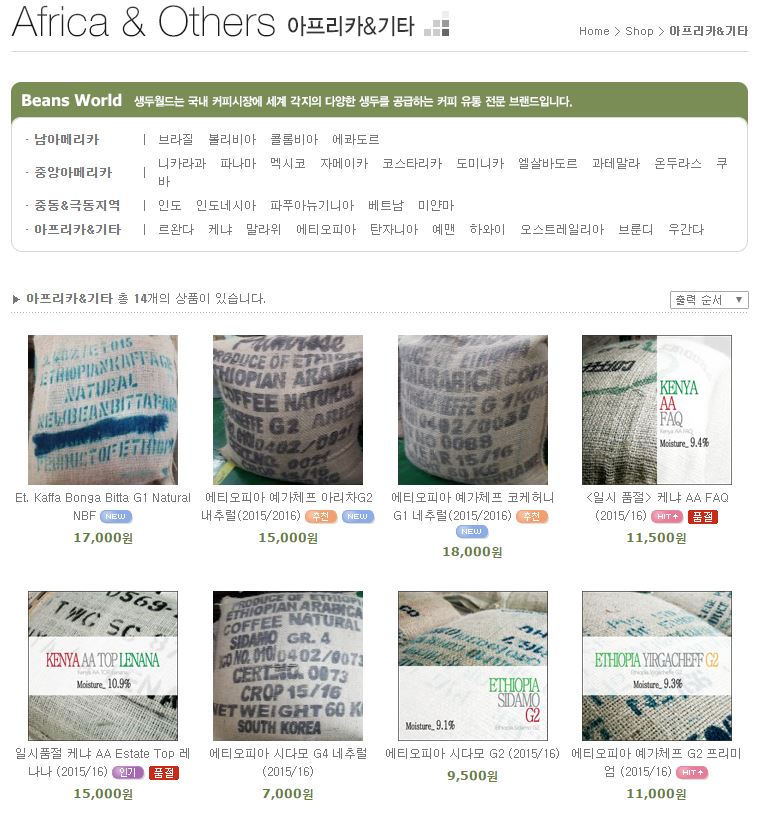 Africa & Others 아프리카&기타
Home > Shop > 아프리카&기타
Beans World 생두월드는 국내 커피시장에 세계 각지의 다양한 생두를 공급하는 커피 유통 전문 브랜드입니다.
· 남아메리카 | 브라질 볼리비아 콜롬비아 에콰도르
· 중앙아메리카 | 니카라과 파나마 멕시코 자메이카 코스타리카 도미니카 엘살바도르 과테말라 온두라스 쿠
바
· 중동&극동지역 | 인도 인도네시아 파푸아뉴기니아 베트남 미얀마
· 아프리카&기타 | 르완다 케냐 말라위 에티오피아 탄자니아 예맨 하와이 오스트레일리아 브룬디 우간다
아프리카&기타 총 14개의 상품이 있습니다.
출력 순서
NATURAL
Et. Kaffa Bonga Bitta G1 Natural
NBF NEW
17,000원
PRODUCE OF ETHIOPIA
COFFEE NATURAL
에티오피아 예가체프 아리차G2
내추럴(2015/2016) 추천 NEW
15,000원
에티오피아 예가체프 코케허니
G1 네추럴(2015/2016) 추천
NEW
18,000원
KENYA
AA
FAQ
Kenya AA FAQ
Moisture_ 9.4%
<일시 품절> 케냐 AA FAQ
(2015/16) HIT 품절
11,500원
KENYA AA TOP LENANA
Kenya AA TOP Lenana
Moisture_ 10.9%
일시품절 케냐 AA Estate Top 레
나나 (2015/16) 인기 품절
15,000원
ETHIOPIAN ARABICA
COFFEE NATURAL
SIDAMO GR. 4
CERT.NO. 0073
CROP 15/16
NET WEIGHT 60 K
SOUTH KOREA
에티오피아 시다모 G4 네추럴
(2015/16)
7,000원
ETHIOPIA
SIDAMO
G2
Ethiopia Sidamo G2
Moisture_ 9.1%
에티오피아 시다모 G2 (2015/16)
9,500원
ETHIOPIA YIRGACHEFF G2
Ethiopia Yirgacheffe G2
Moisture_ 9.3%
에티오피아 예가체프 G2 프리미
엄 (2015/16) HIT
11,000원